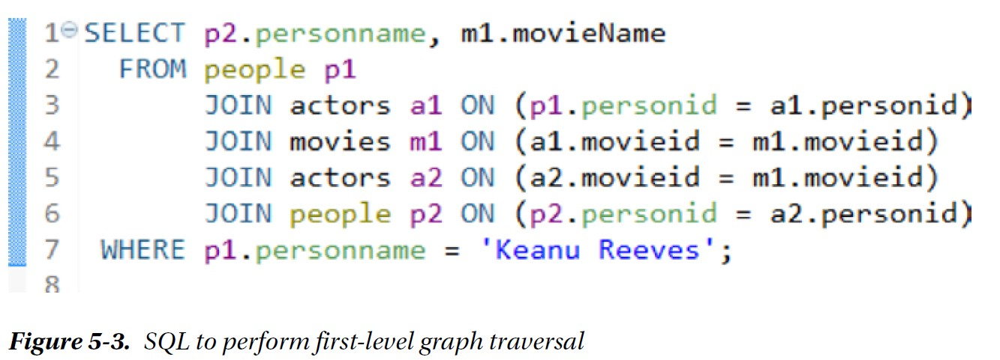 1 SELECT p2.personname, m1.movieName
2 FROM people p1
3 JOIN actors a1 ON (p1.personid = a1.personid)
4 JOIN movies m1 ON (a1.movieid = m1.movieid)
5 JOIN actors a2 ON (a2.movieid = m1.movieid)
6 JOIN people p2 ON (p2.personid = a2.personid)
7 WHERE p1.personname = 'Keanu Reeves';
8
Figure 5-3. SQL to perform first-level graph traversal